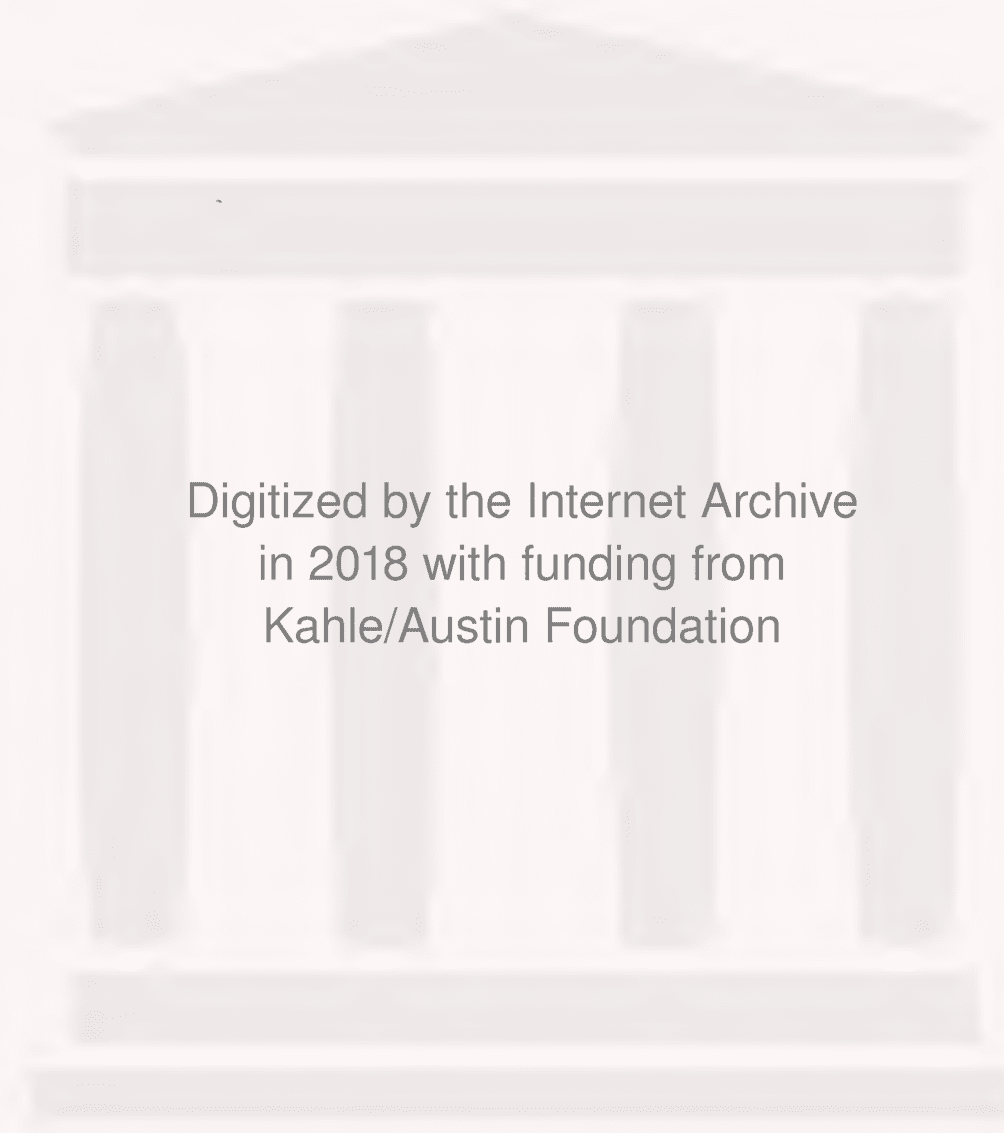 Digitized by the Internet Archive
in 2018 with funding from
Kahle/Austin Foundation